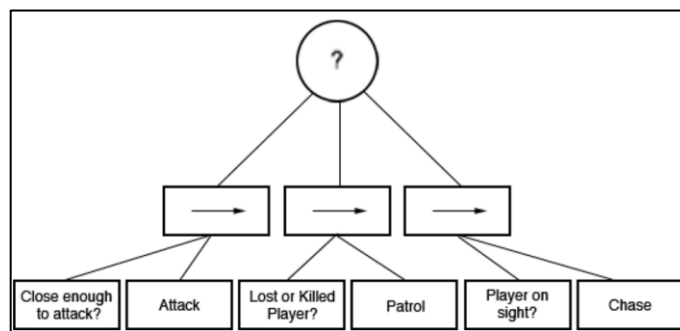 ?
Close enough
to attack?
Attack
Lost or Killed
Player?
Patrol
Player on
sight?
Chase